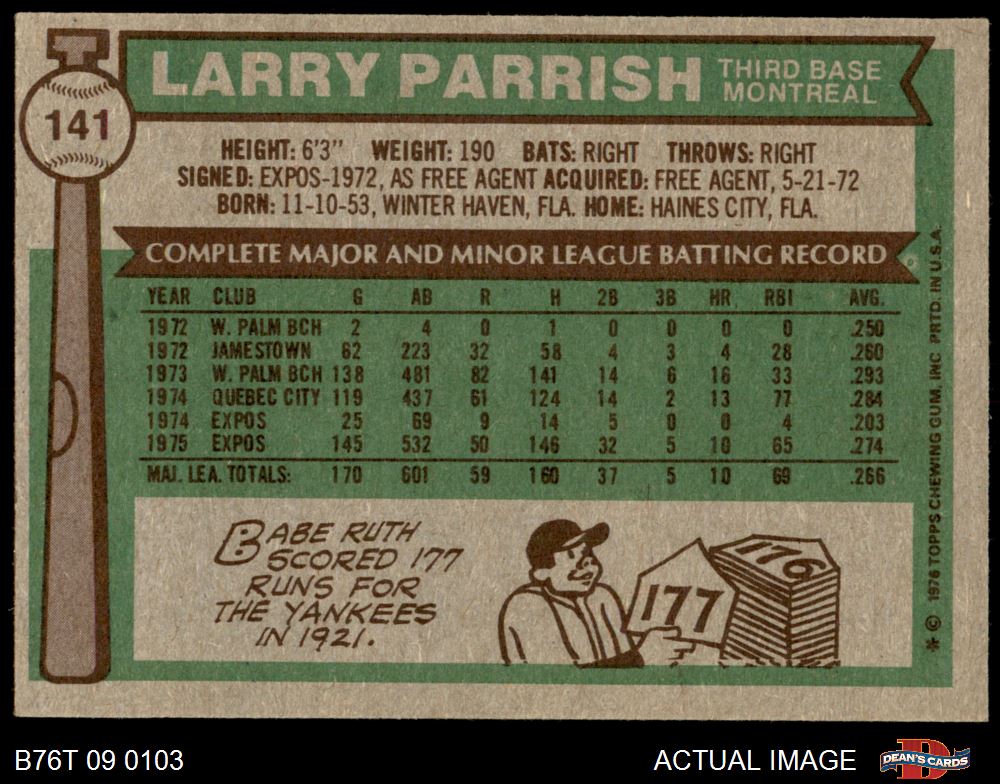 141
LARRY PARRISH
THIRD BASE
MONTREAL
HEIGHT: 6'3" WEIGHT: 190 BATS: RIGHT THROWS: RIGHT
SIGNED: EXPOS-1972, AS FREE AGENT ACQUIRED: FREE AGENT, 5-21-72
BORN: 11-10-53, WINTER HAVEN, FLA. HOME: HAINES CITY, FLA.
COMPLETE MAJOR AND MINOR LEAGUE BATTING RECORD
YEAR CLUB G AB R H 2B 3B HR RBI AVG.
1972 W. PALM BCH 2 4 0 1 0 0 0 0 .250
1972 JAMESTOWN 62 223 32 58 4 3 4 28 .260
1973 W. PALM BCH 138 481 82 141 14 6 16 33 .293
1974 QUEBEC CITY 119 437 61 124 14 2 13 77 .284
1974 EXPOS 25 69 9 14 5 0 0 4 .203
1975 EXPOS 145 532 50 146 32 5 10 65 .274
MAJ. LEA. TOTALS: 170 601 59 160 37 5 10 69 .266
BABE RUTH
SCORED 177
RUNS FOR
THE YANKEES
IN 1921.
177
176
* © 1976 TOPPS CHEWING GUM, INC PRTD. IN U.S.A.
B76T 09 0103
ACTUAL IMAGE
DEAN'S CARDS